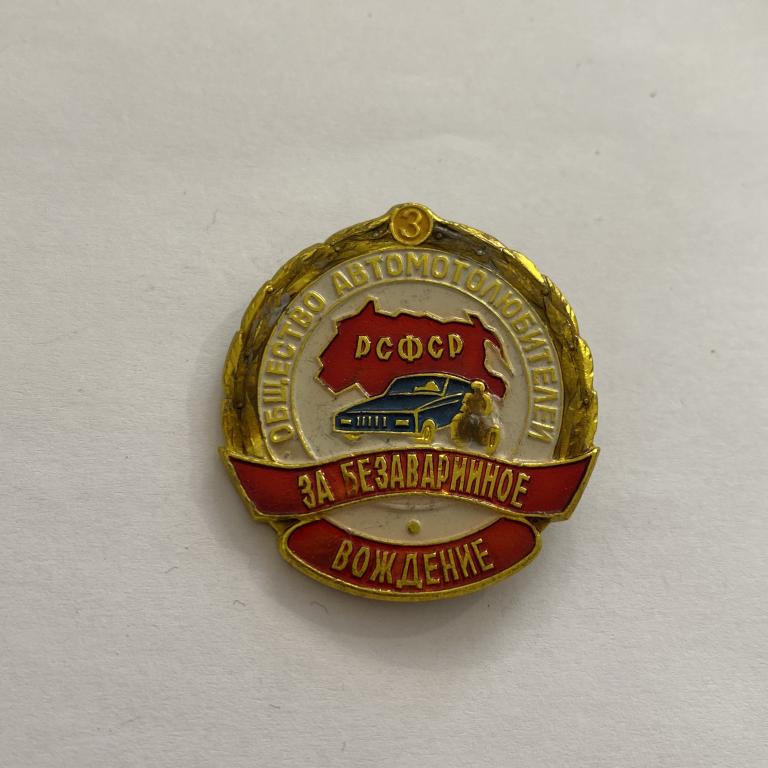 3
ОБЩЕСТВО АВТОМОТОЛЮБИТЕЛЕЙ
РСФСР
ЗА БЕЗАВАРИЙНОЕ
ВОЖДЕНИЕ